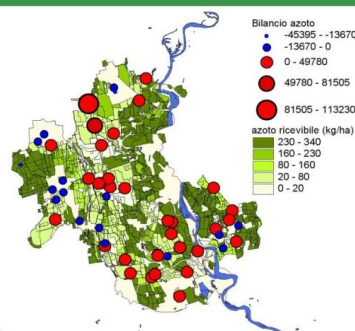 Bilancio azoto
-45395 - -13670
-13670 - 0
0 - 49780
49780 - 81505
81505 - 113230
azoto ricevibile (kg/ha)
230 - 340
160 - 230
80 - 160
20 - 80
0 - 20